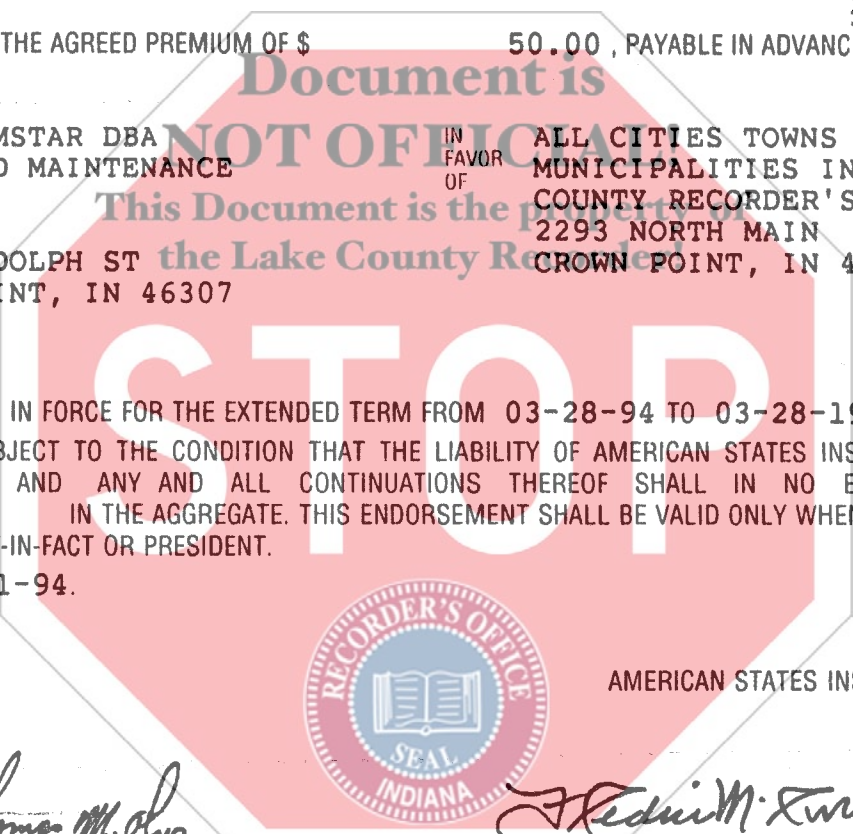 THE AGREED PREMIUM OF $ 50.00 , PAYABLE IN ADVANC
Document is
NOT OFFICIAL!
This Document is the property of
the Lake County Recorder!
MSTAR DBA
MAINTENANCE
DOLPH ST
INT, IN 46307
IN
FAVOR
OF
ALL CITIES TOWNS
MUNICIPALITIES IN
COUNTY RECORDER'S
2293 NORTH MAIN
CROWN POINT, IN 4
STOP
IN FORCE FOR THE EXTENDED TERM FROM 03-28-94 TO 03-28-19
BJECT TO THE CONDITION THAT THE LIABILITY OF AMERICAN STATES INS
AND ANY AND ALL CONTINUATIONS THEREOF SHALL IN NO E
IN THE AGGREGATE. THIS ENDORSEMENT SHALL BE VALID ONLY WHEN
-IN-FACT OR PRESIDENT.
1-94.
RECORDER'S OFFICE
SEAL
INDIANA
AMERICAN STATES INS